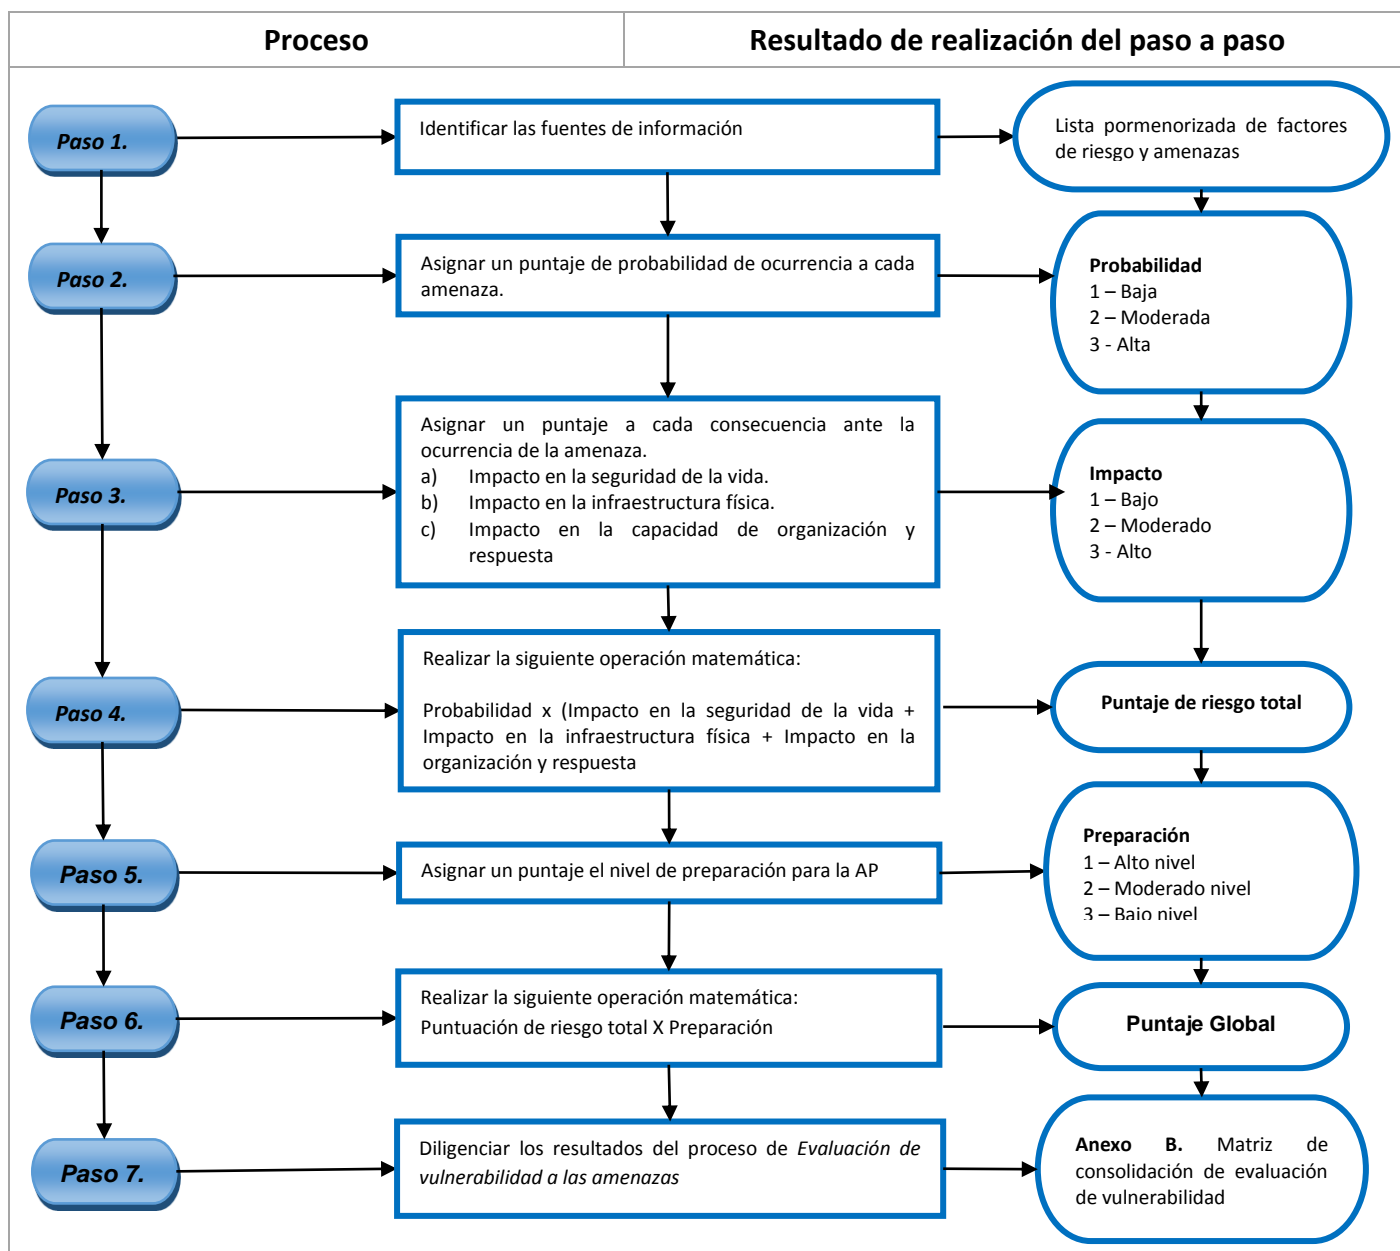 Proceso
Resultado de realización del paso a paso
Paso 1.
Identificar las fuentes de información
Lista pormenorizada de factores
de riesgo y amenazas
Paso 2.
Asignar un puntaje de probabilidad de ocurrencia a cada
amenaza.
Probabilidad
1 – Baja
2 – Moderada
3 - Alta
Paso 3.
Asignar un puntaje a cada consecuencia ante la
ocurrencia de la amenaza.
a) Impacto en la seguridad de la vida.
b) Impacto en la infraestructura física.
c) Impacto en la capacidad de organización y
respuesta
Impacto
1 – Bajo
2 – Moderado
3 - Alto
Paso 4.
Realizar la siguiente operación matemática:
Probabilidad x (Impacto en la seguridad de la vida +
Impacto en la infraestructura física + Impacto en la
organización y respuesta
Puntaje de riesgo total
Paso 5.
Asignar un puntaje el nivel de preparación para la AP
Preparación
1 – Alto nivel
2 – Moderado nivel
3 – Bajo nivel
Paso 6.
Realizar la siguiente operación matemática:
Puntuación de riesgo total X Preparación
Puntaje Global
Paso 7.
Diligenciar los resultados del proceso de Evaluación de
vulnerabilidad a las amenazas
Anexo B. Matriz de
consolidación de evaluación
de vulnerabilidad